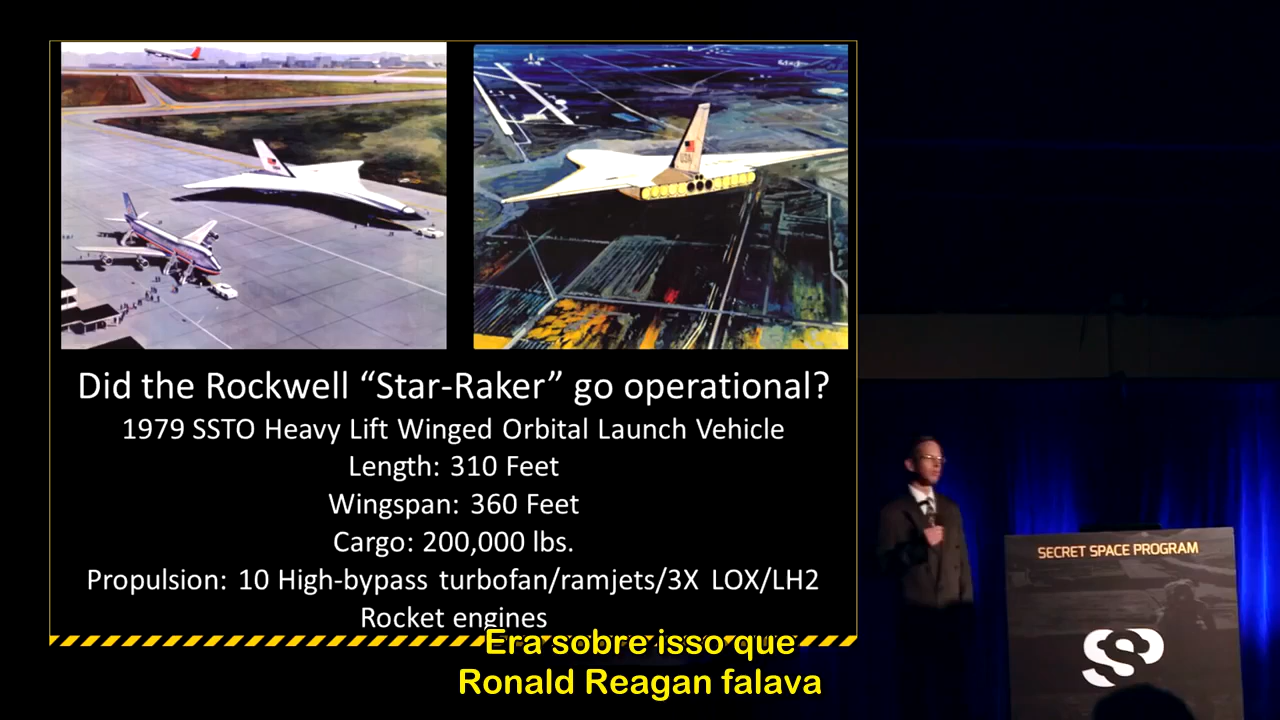 USA
Did the Rockwell “Star-Raker” go operational?
1979 SSTO Heavy Lift Winged Orbital Launch Vehicle
Length: 310 Feet
Wingspan: 360 Feet
Cargo: 200,000 lbs.
Propulsion: 10 High-bypass turbofan/ramjets/3X LOX/LH2
Rocket engines
SECRET SPACE PROGRAM
SSP
Era sobre isso que
Ronald Reagan falava